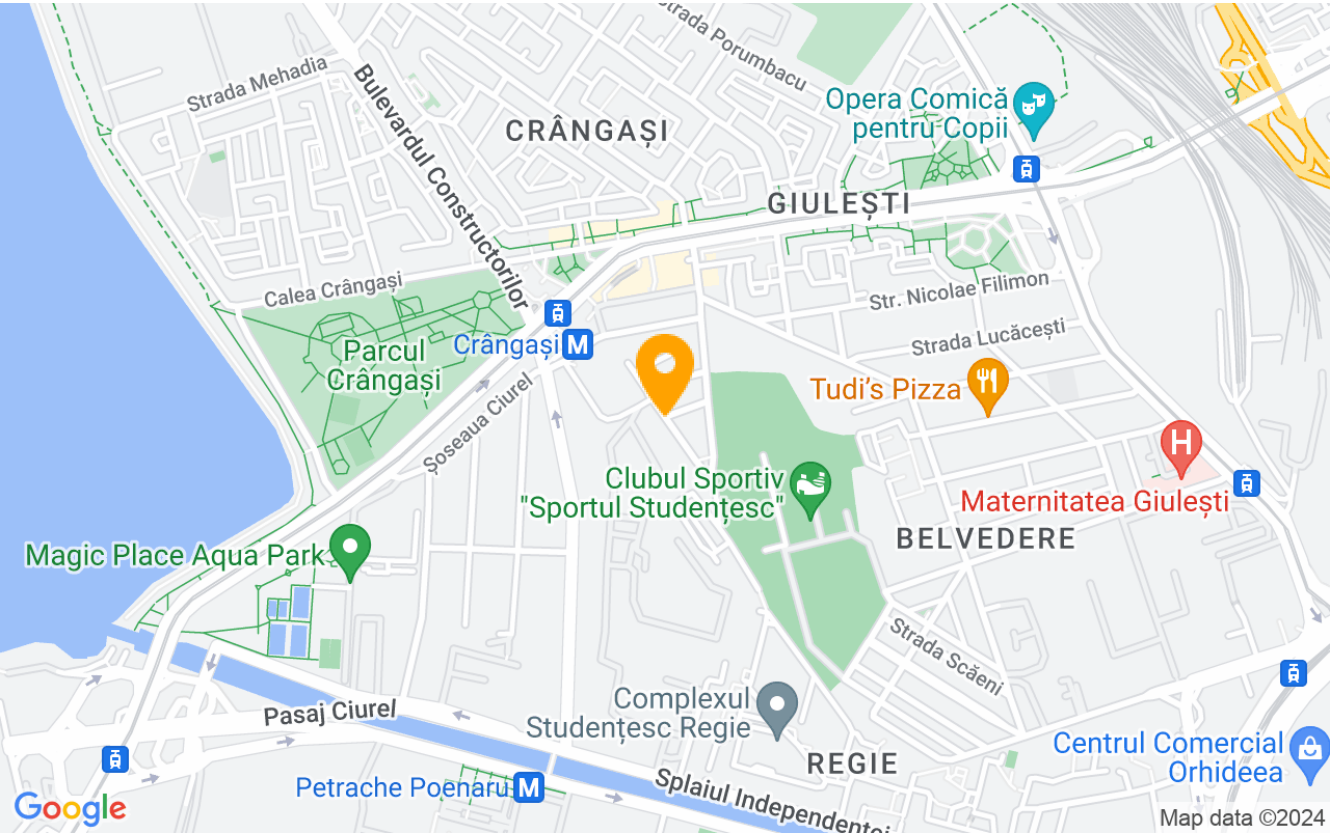 Strada Porumbacu
Strada Mehadia
Bulevardul Constructorilor
Opera Comică
pentru Copii
CRÂNGAȘI
GIULEȘTI
Calea Crângași
Str. Nicolae Filimon
Crângași M
Strada Lucăcești
Parcul
Crângași
Tudi's Pizza
Șoseaua Ciurel
H
Clubul Sportiv
"Sportul Studențesc"
Maternitatea Giulești
BELVEDERE
Magic Place Aqua Park
Strada Scăeni
Complexul
Studențesc Regie
Pasaj Ciurel
REGIE
Centrul Comercial
Orhideea
Petrache Poenaru M
Splaiul Independenței
Google
Map data ©2024